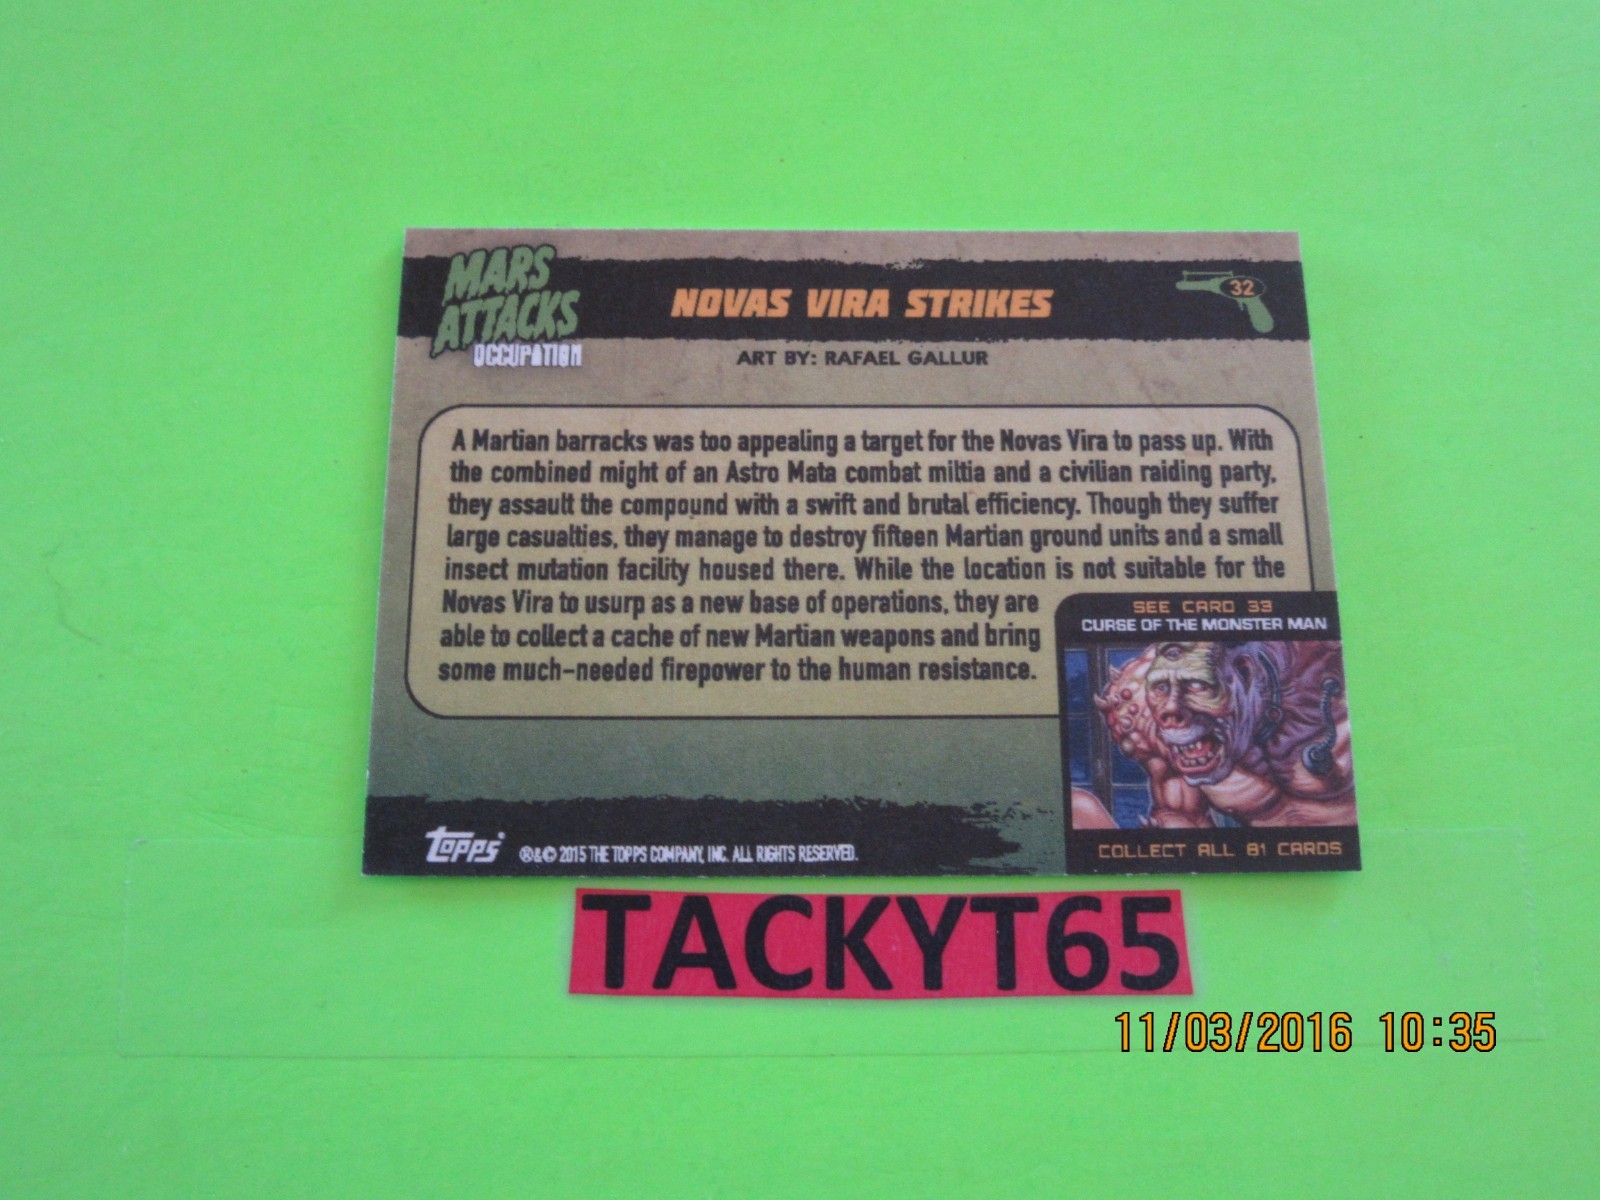 MARS
ATTACKS
OCCUPATION
NOVAS VIRA STRIKES
32
ART BY: RAFAEL GALLUR
A Martian barracks was too appealing a target for the Novas Vira to pass up. With
the combined might of an Astro Mata combat miltia and a civilian raiding party,
they assault the compound with a swift and brutal efficiency. Though they suffer
large casualties, they manage to destroy fifteen Martian ground units and a small
insect mutation facility housed there. While the location is not suitable for the
Novas Vira to usurp as a new base of operations, they are
able to collect a cache of new Martian weapons and bring
some much-needed firepower to the human resistance.
SEE CARD 33
CURSE OF THE MONSTER MAN
COLLECT ALL 81 CARDS
topps
®&© 2015 THE TOPPS COMPANY, INC. ALL RIGHTS RESERVED.
TACKYT65
11/03/2016 10:35